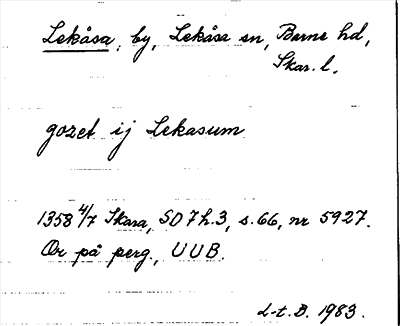 Lekåsa, by, Lekåsa sn, Barne hd,
Skar. l.
gozet ij Lekasum
1358 4/7 Skara, SD 7 h. 3, s. 66, nr 5927.
Or på perg., UUB.
L-t. B. 1983.